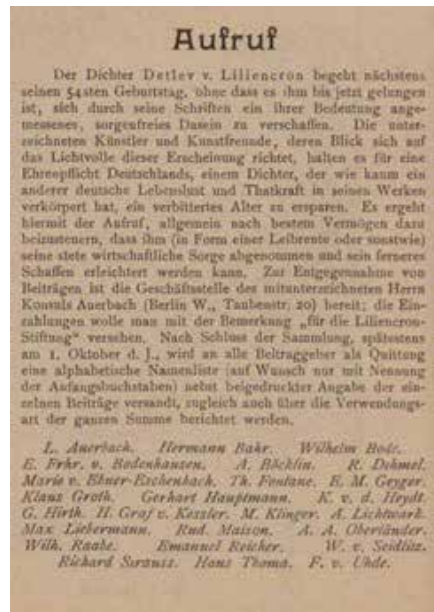 Aufruf
Der Dichter Detlev v. Liliencron begeht nächstens
seinen 54sten Geburtstag, ohne dass es ihm bis jetzt gelungen
ist, sich durch seine Schriften ein ihrer Bedeutung ange-
messenes, sorgenfreies Dasein zu verschaffen. Die unter-
zeichneten Künstler und Kunstfreunde, deren Blick sich auf
das Lichtvolle dieser Erscheinung richtet, halten es für eine
Ehrenpflicht Deutschlands, einem Dichter, der wie kaum ein
anderer deutsche Lebenslust und Thatkraft in seinen Werken
verkörpert hat, ein verbittertes Alter zu ersparen. Es ergeht
hiermit der Aufruf, allgemein nach bestem Vermögen dazu
beizusteuern, dass ihm (in Form einer Leibrente oder sonstwie)
seine stete wirtschaftliche Sorge abgenommen und sein ferneres
Schaffen erleichtert werden kann. Zur Entgegennahme von
Beiträgen ist die Geschäftsstelle des mitunterzeichneten Herrn
Konsuls Auerbach (Berlin W., Taubenstr. 20) bereit; die Ein-
zahlungen wolle man mit der Bemerkung „für die Liliencron-
Stiftung“ versehen. Nach Schluss der Sammlung, spätestens
am 1. Oktober d. J., wird an alle Beitraggeber als Quittung
eine alphabetische Namenliste (auf Wunsch nur mit Nennung
der Anfangsbuchstaben) nebst beigedruckter Angabe der ein-
zelnen Beiträge versandt, zugleich auch über die Verwendungs-
art der ganzen Summe berichtet werden.
L. Auerbach. Hermann Bahr. Wilhelm Bode.
E. Frhr. v. Bodenhausen. A. Böcklin. R. Dehmel.
Marie v. Ebner-Eschenbach. Th. Fontane. E. M. Geyger.
Klaus Groth. Gerhart Hauptmann. K. v. d. Heydt.
G. Hirth. H. Graf v. Kessler. M. Klinger. A. Lichtwark.
Max Liebermann. Rud. Maison. A. A. Oberländer.
Wilh. Raabe. Emanuel Reicher. W. v. Seidlitz.
Richard Strauss. Hans Thoma. F. v. Uhde.